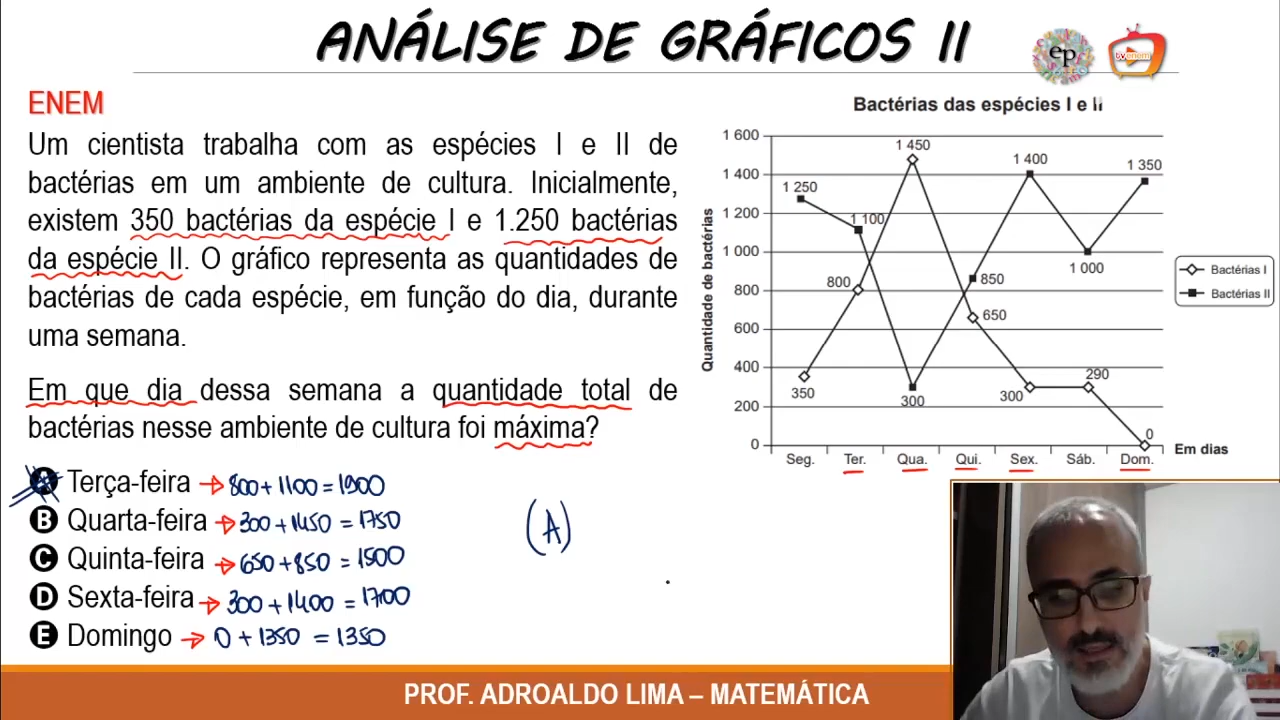 ANÁLISE DE GRÁFICOS II
ep
tvenem
ENEM
Um cientista trabalha com as espécies I e II de
bactérias em um ambiente de cultura. Inicialmente,
existem 350 bactérias da espécie I e 1.250 bactérias
da espécie II. O gráfico representa as quantidades de
bactérias de cada espécie, em função do dia, durante
uma semana.
Em que dia dessa semana a quantidade total de
bactérias nesse ambiente de cultura foi máxima?
A Terça-feira → 800 + 1100 = 1900
B Quarta-feira → 300 + 1450 = 1750
C Quinta-feira → 650 + 850 = 1500
D Sexta-feira → 300 + 1400 = 1700
E Domingo → 0 + 1350 = 1350
(A)
Bactérias das espécies I e II
Quantidade de bactérias
1 600
1 400
1 200
1 000
800
600
400
200
0
1 250
1 100
1 450
1 400
1 350
800
850
650
1 000
350
300
300
290
0
Seg. Ter. Qua. Qui. Sex. Sáb. Dom.
Em dias
Bactérias I
Bactérias II
PROF. ADROALDO LIMA – MATEMÁTICA